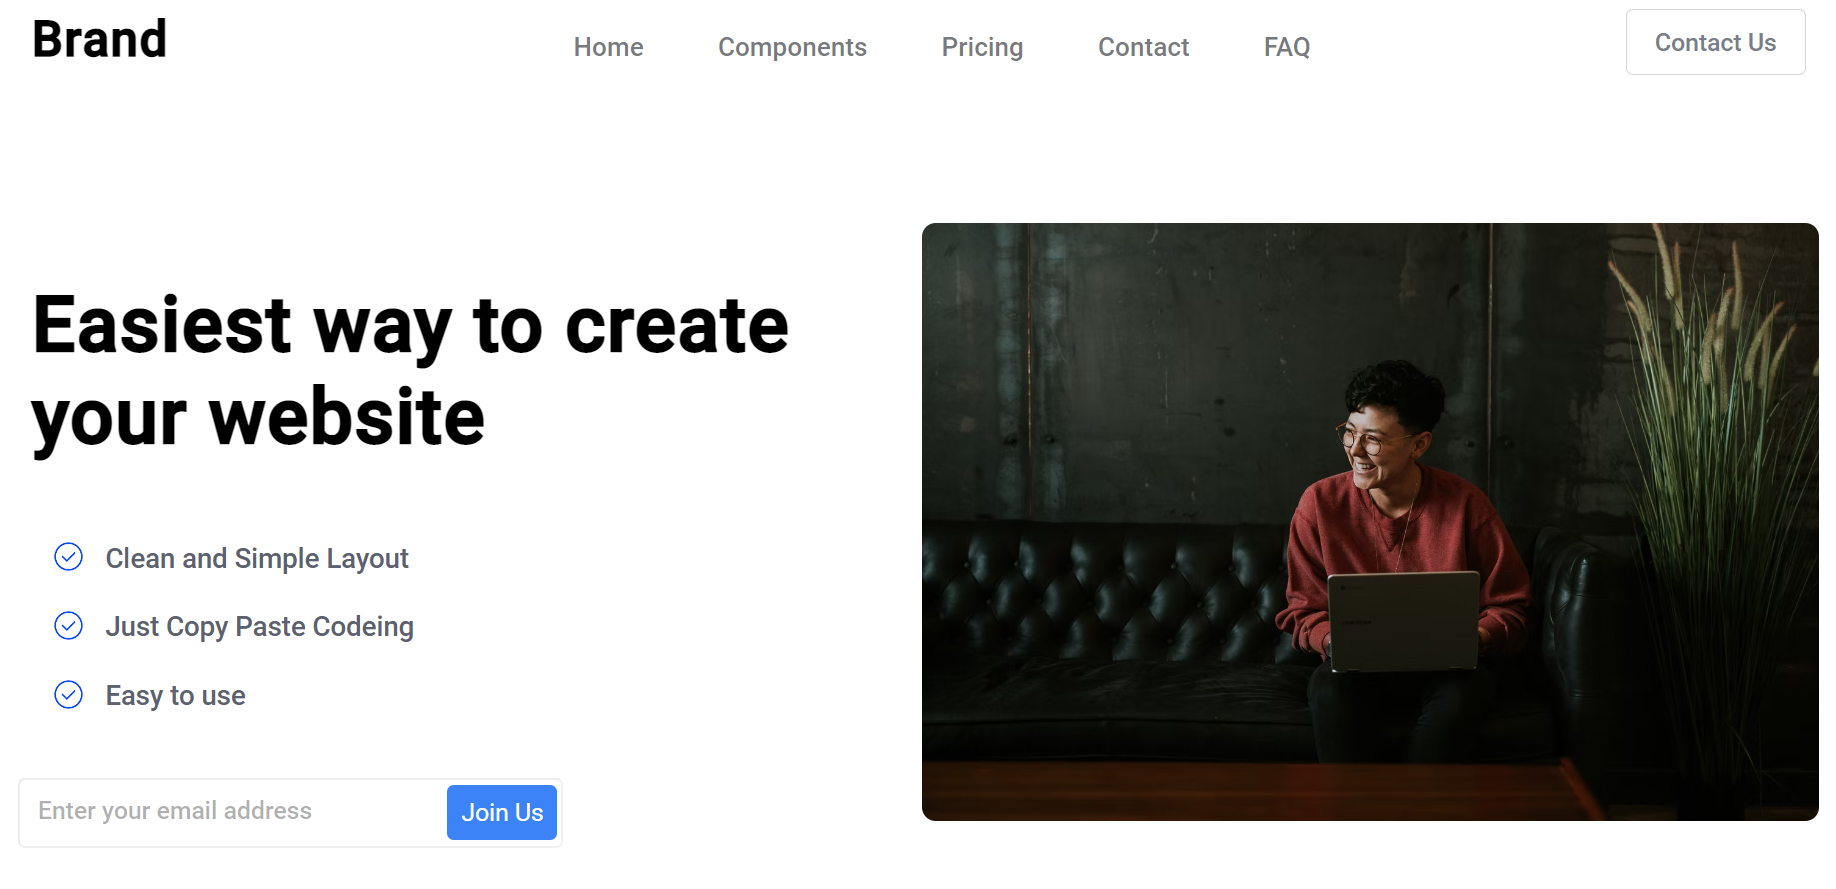 Brand
Home Components Pricing Contact FAQ
Contact Us
Easiest way to create
your website
Clean and Simple Layout
Just Copy Paste Codeing
Easy to use
Enter your email address
Join Us